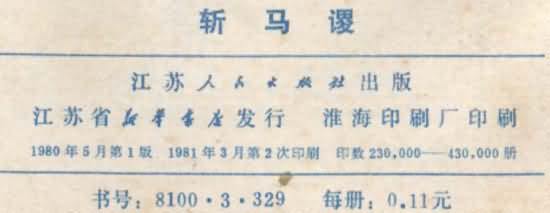 斩马谡
江苏人民出版社出版
江苏省新华书店发行 淮海印刷厂印刷
1980年5月第1版 1981年3月第2次印刷 印数230,000——430,000册
书号：8100·3·329 每册：0.11元